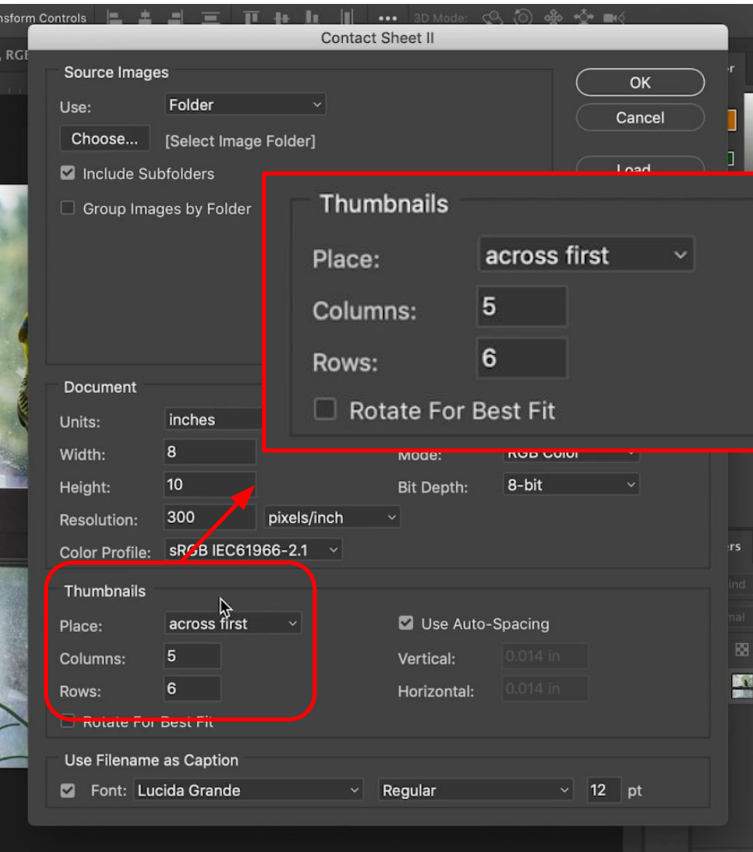 nsform Controls
3D Mode:
Contact Sheet II
RGB
Source Images
Use: Folder
Choose... [Select Image Folder]
Include Subfolders
Group Images by Folder
OK
Cancel
Load
Thumbnails
Place: across first
Columns: 5
Rows: 6
Rotate For Best Fit
Document
Units: inches
Width: 8
Height: 10
Resolution: 300 pixels/inch
Color Profile: sRGB IEC61966-2.1
Mode: RGB Color
Bit Depth: 8-bit
Thumbnails
Place: across first
Columns: 5
Rows: 6
Rotate For Best Fit
Use Auto-Spacing
Vertical: 0.014 in
Horizontal: 0.014 in
Use Filename as Caption
Font: Lucida Grande Regular 12 pt
ers
ind
mal